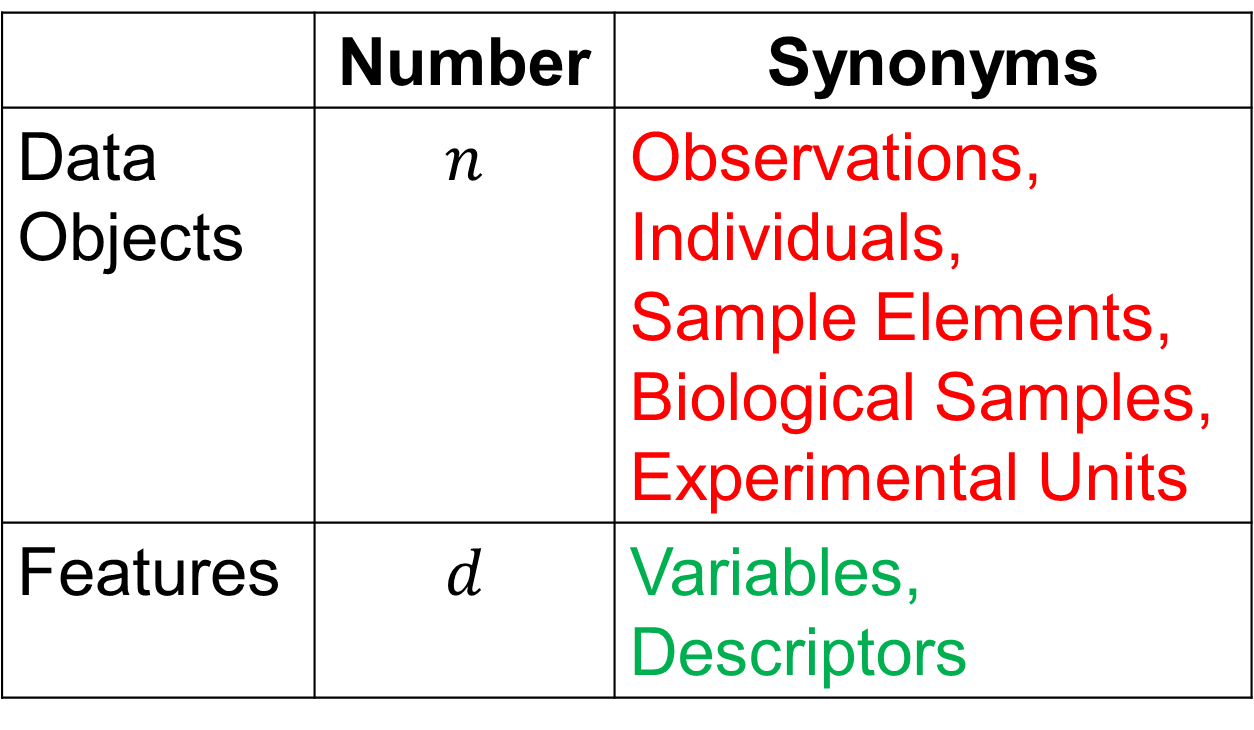 Number Synonyms
Data n Observations,
Objects Individuals,
Sample Elements,
Biological Samples,
Experimental Units
Features d Variables,
Descriptors